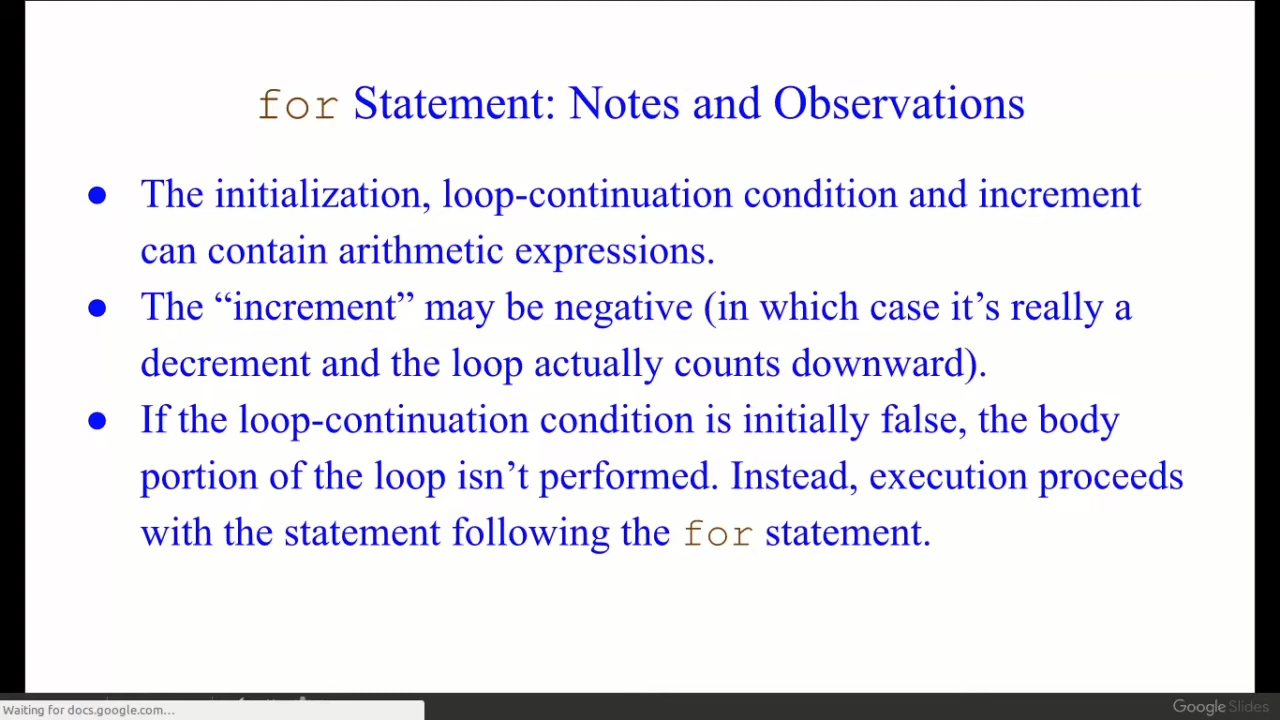 for Statement: Notes and Observations
● The initialization, loop-continuation condition and increment
can contain arithmetic expressions.
● The “increment” may be negative (in which case it’s really a
decrement and the loop actually counts downward).
● If the loop-continuation condition is initially false, the body
portion of the loop isn’t performed. Instead, execution proceeds
with the statement following the for statement.
Waiting for docs.google.com...
Google Slides